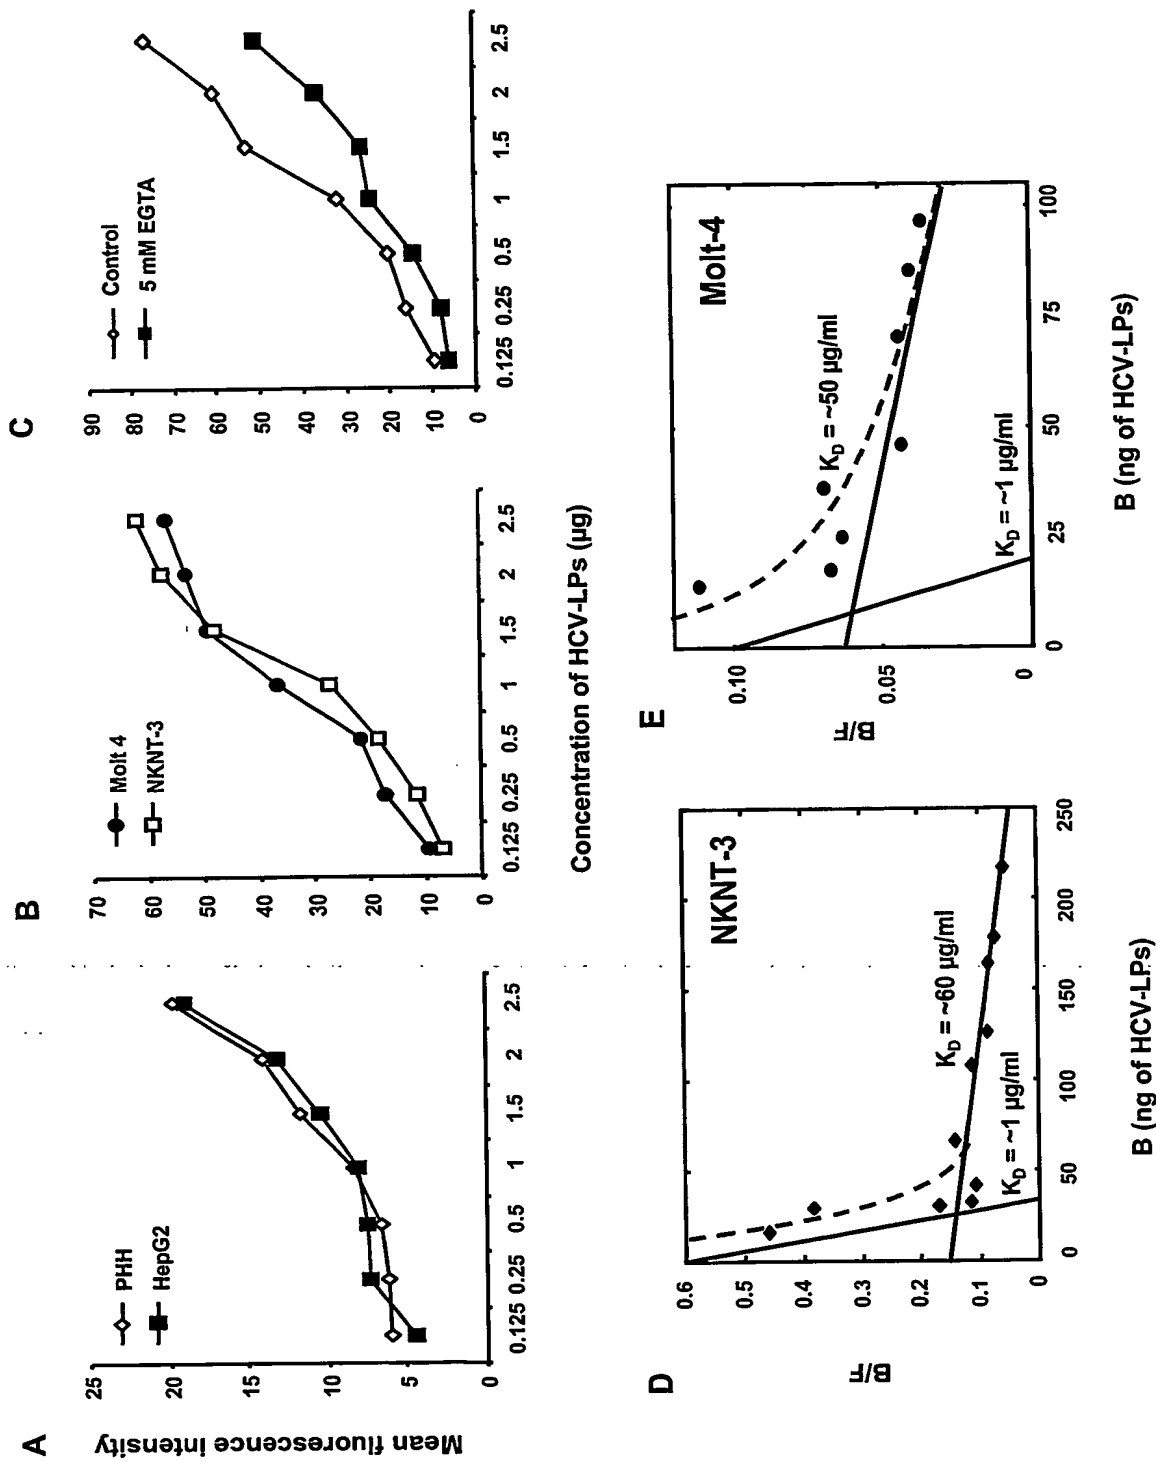 A
Mean fluorescence intensity
25
20
15
10
5
0
PHH
HepG2
0.125 0.25 0.5 1 1.5 2 2.5
B
70
60
50
40
30
20
10
0
Molt 4
NKNT-3
0.125 0.25 0.5 1 1.5 2 2.5
Concentration of HCV-LPs (µg)
C
90
80
70
60
50
40
30
20
10
0
Control
5 mM EGTA
0.125 0.25 0.5 1 1.5 2 2.5
D
B/F
0.6
0.5
0.4
0.3
0.2
0.1
0
NKNT-3
KD = ~60 µg/ml
KD = ~1 µg/ml
0 50 100 150 200 250
B (ng of HCV-LPs)
E
B/F
0.10
0.05
0
Molt-4
KD = ~50 µg/ml
KD = ~1 µg/ml
0 25 50 75 100
B (ng of HCV-LPs)